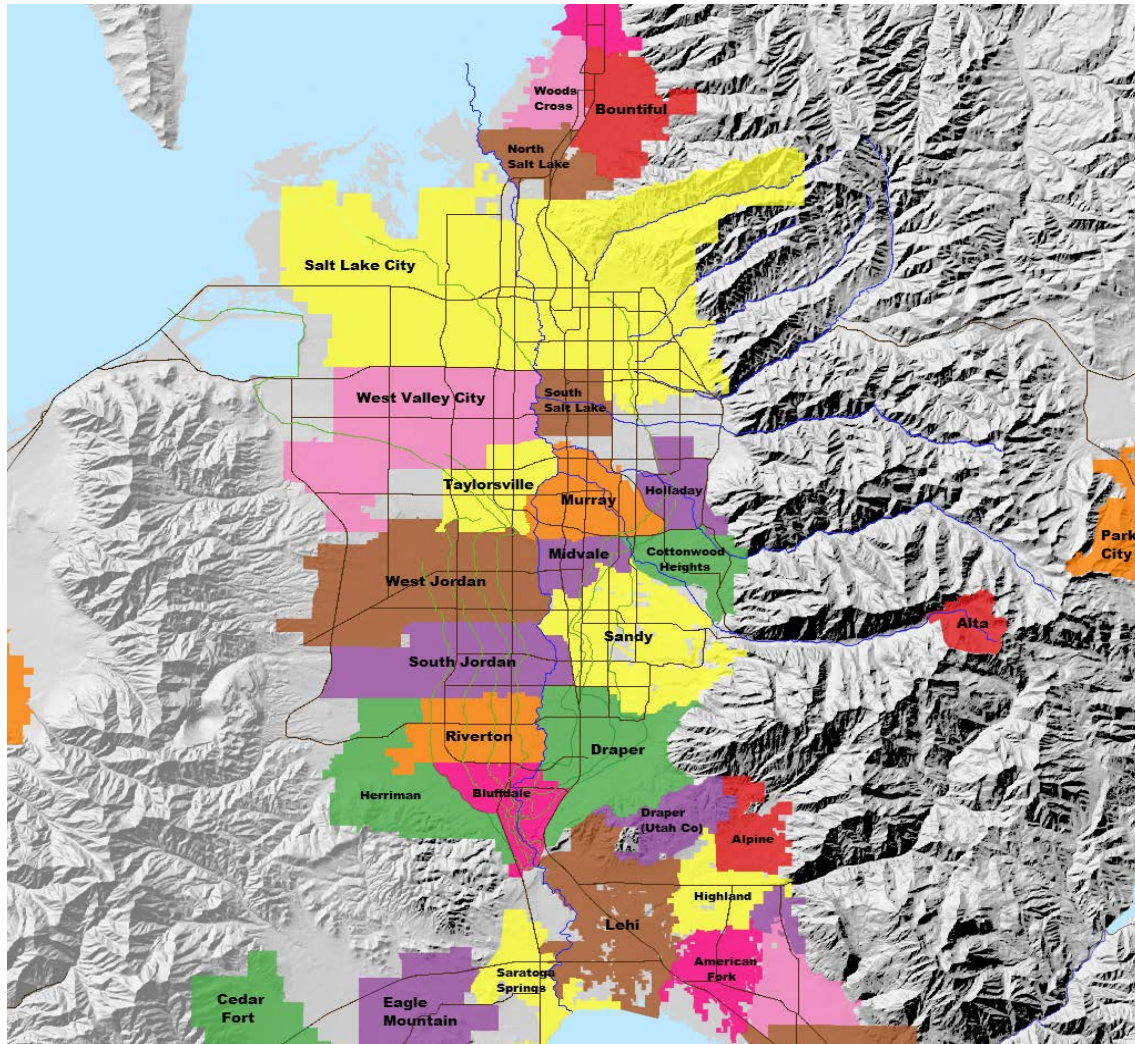 Woods
Cross
Bountiful
North
Salt Lake
Salt Lake City
West Valley City
South
Salt Lake
Taylorsville
Murray
Holladay
Park
City
Midvale
Cottonwood
Heights
West Jordan
Sandy
Alta
South Jordan
Riverton
Draper
Herriman
Bluffdale
Draper
(Utah Co)
Alpine
Highland
Lehi
American
Fork
Saratoga
Springs
Cedar
Fort
Eagle
Mountain